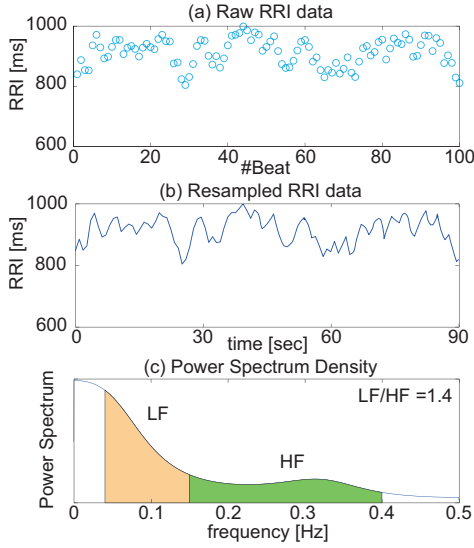 (a) Raw RRI data
1000
800
600
RRI [ms]
0 20 40 60 80 100
#Beat
(b) Resampled RRI data
1000
800
600
RRI [ms]
0 30 60 90
time [sec]
(c) Power Spectrum Density
LF/HF =1.4
LF
HF
Power Spectrum
0 0.1 0.2 0.3 0.4 0.5
frequency [Hz]